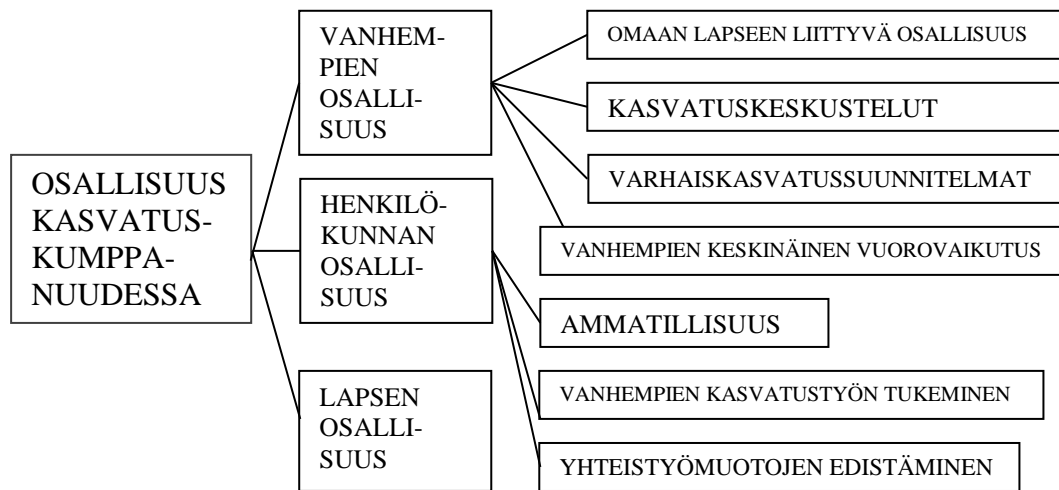 OSALLISUUS
KASVATUS-
KUMPPA-
NUUDESSA
VANHEM-
PIEN
OSALLI-
SUUS
OMAAN LAPSEEN LIITTYVÄ OSALLISUUS
KASVATUSKESKUSTELUT
VARHAISKASVATUSSUUNNITELMAT
VANHEMPIEN KESKINÄINEN VUOROVAIKUTUS
HENKILÖ-
KUNNAN
OSALLI-
SUUS
AMMATILLISUUS
VANHEMPIEN KASVATUSTYÖN TUKEMINEN
YHTEISTYÖMUOTOJEN EDISTÄMINEN
LAPSEN
OSALLI-
SUUS